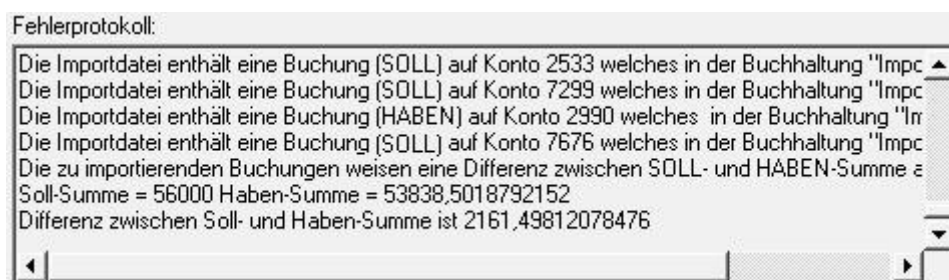 Fehlerprotokoll:
Die Importdatei enthält eine Buchung (SOLL) auf Konto 2533 welches in der Buchhaltung "Impc
Die Importdatei enthält eine Buchung (SOLL) auf Konto 7299 welches in der Buchhaltung "Impc
Die Importdatei enthält eine Buchung (HABEN) auf Konto 2990 welches in der Buchhaltung "Im
Die Importdatei enthält eine Buchung (SOLL) auf Konto 7676 welches in der Buchhaltung "Impc
Die zu importierenden Buchungen weisen eine Differenz zwischen SOLL- und HABEN-Summe a
Soll-Summe = 56000 Haben-Summe = 53838,5018792152
Differenz zwischen Soll- und Haben-Summe ist 2161,49812078476